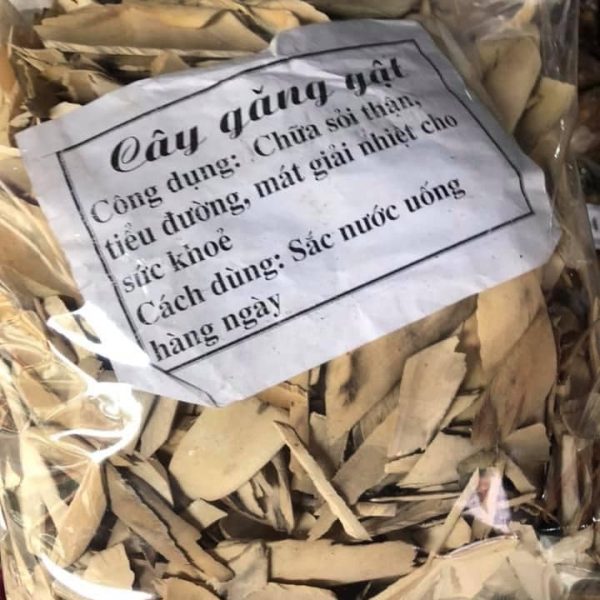 Cây găng gật
Công dụng: Chữa sỏi thận,
tiểu đường, mát giải nhiệt cho
sức khoẻ
Cách dùng: Sắc nước uống
hàng ngày